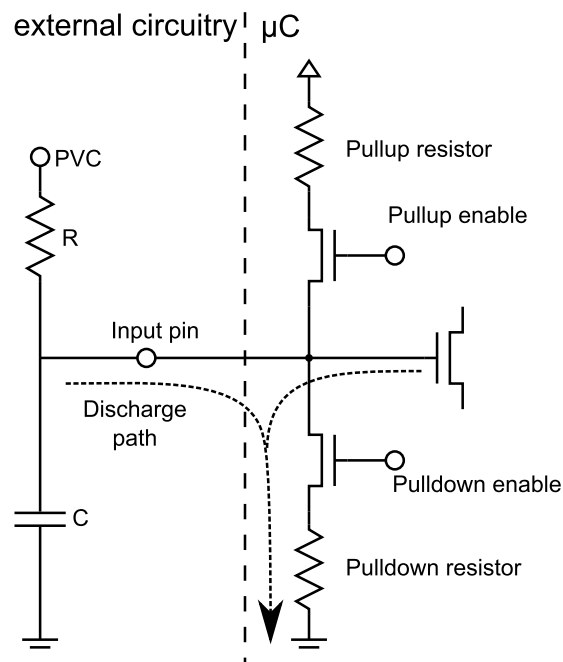 external circuitry µC
PVC
Pullup resistor
Pullup enable
R
Input pin
Discharge
path
Pulldown enable
C
Pulldown resistor